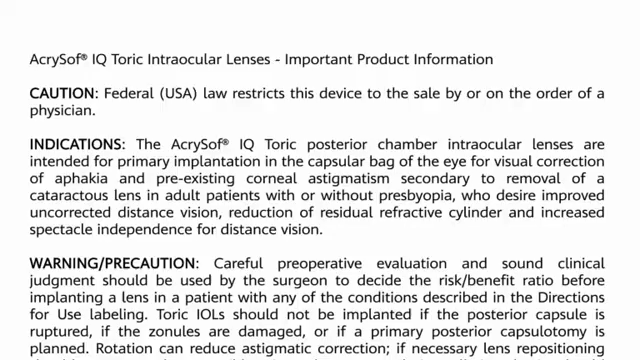 AcrySof® IQ Toric Intraocular Lenses - Important Product Information
CAUTION: Federal (USA) law restricts this device to the sale by or on the order of a
physician.
INDICATIONS: The AcrySof® IQ Toric posterior chamber intraocular lenses are
intended for primary implantation in the capsular bag of the eye for visual correction
of aphakia and pre-existing corneal astigmatism secondary to removal of a
cataractous lens in adult patients with or without presbyopia, who desire improved
uncorrected distance vision, reduction of residual refractive cylinder and increased
spectacle independence for distance vision.
WARNING/PRECAUTION: Careful preoperative evaluation and sound clinical
judgment should be used by the surgeon to decide the risk/benefit ratio before
implanting a lens in a patient with any of the conditions described in the Directions
for Use labeling. Toric IOLs should not be implanted if the posterior capsule is
ruptured, if the zonules are damaged, or if a primary posterior capsulotomy is
planned. Rotation can reduce astigmatic correction; if necessary lens repositioning